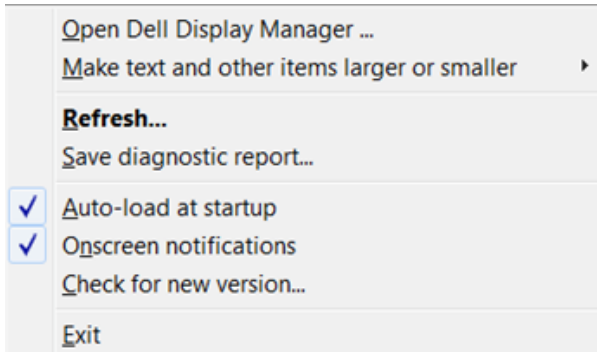 Open Dell Display Manager ...
Make text and other items larger or smaller
Refresh...
Save diagnostic report...
Auto-load at startup
Onscreen notifications
Check for new version...
Exit